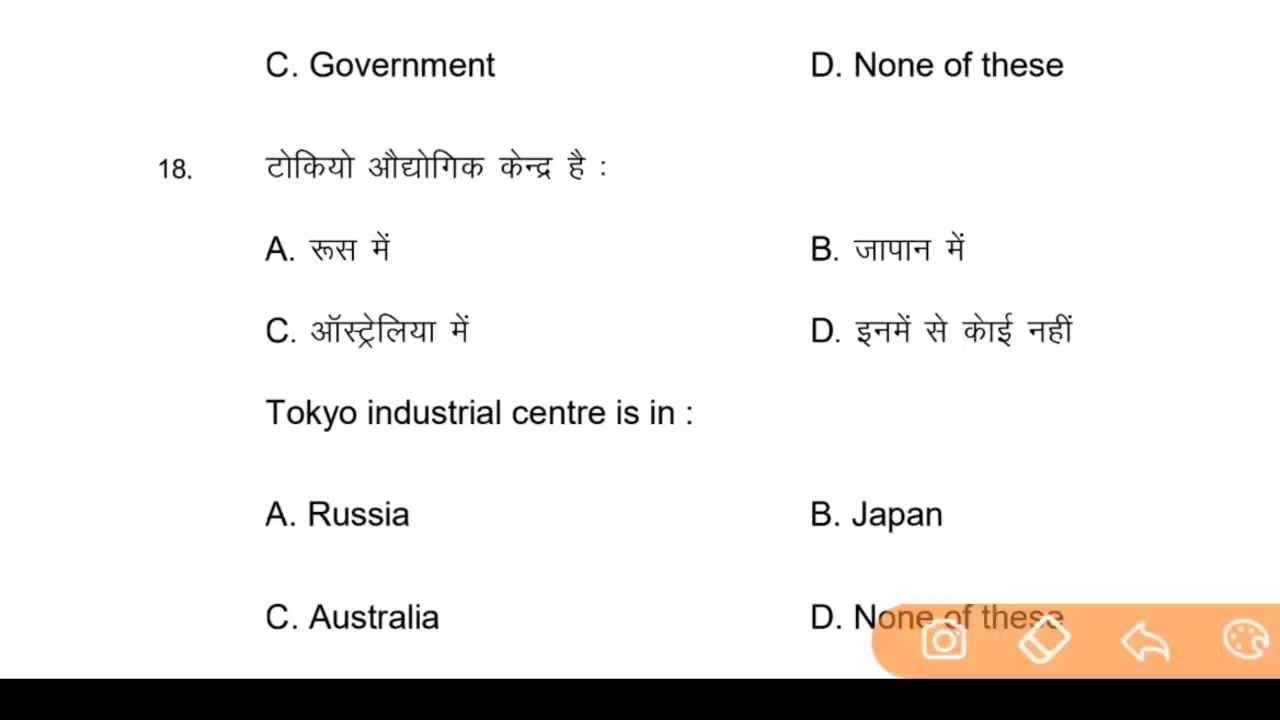 C. Government D. None of these
18. टोकियो औद्योगिक केन्द्र है :
A. रूस में B. जापान में
C. ऑस्ट्रेलिया में D. इनमें से कोई नहीं
Tokyo industrial centre is in :
A. Russia B. Japan
C. Australia D. None of these